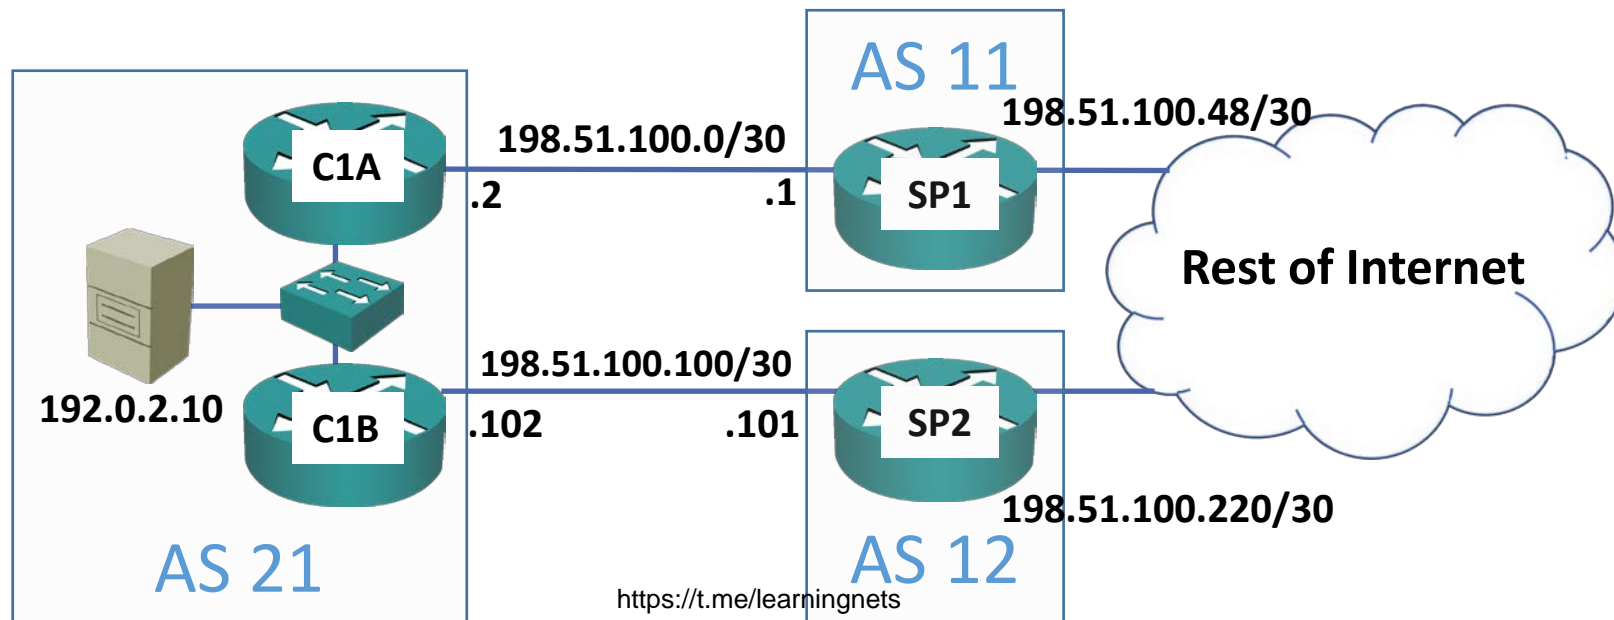 AS 11
198.51.100.48/30
198.51.100.0/30
C1A
.2
.1
SP1
Rest of Internet
198.51.100.100/30
192.0.2.10
C1B
.102
.101
SP2
198.51.100.220/30
AS 21
AS 12
https://t.me/learningnets